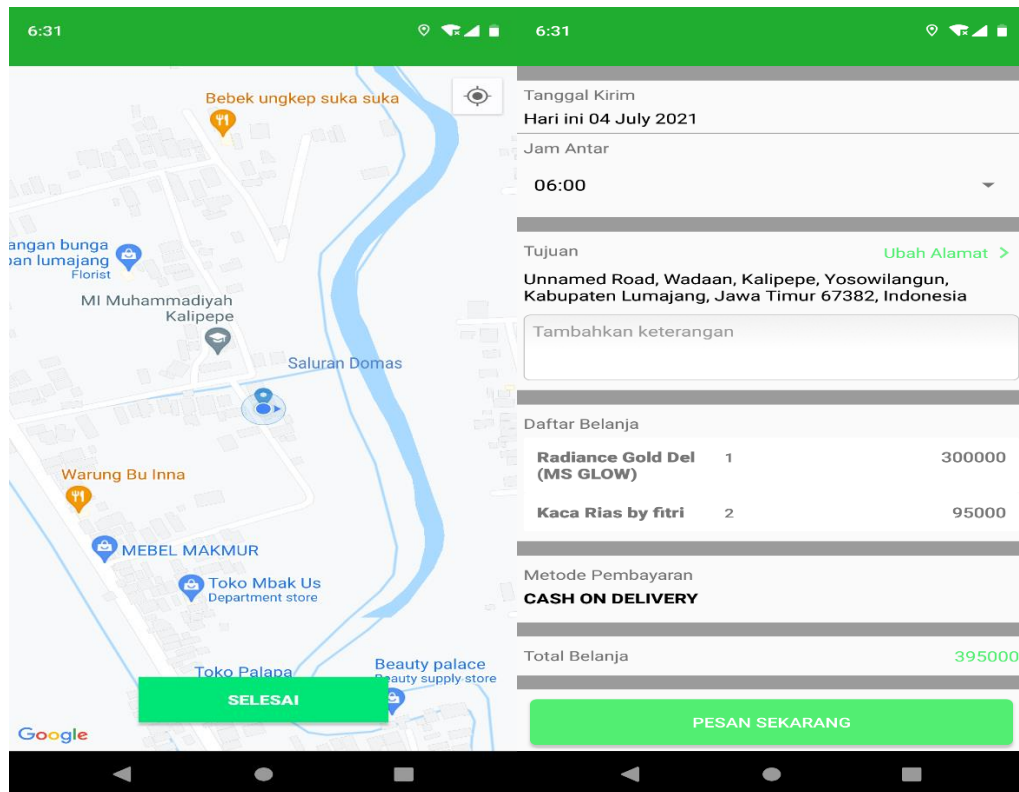 6:31
Bebek ungkep suka suka
angan bunga
an lumajang
Florist
MI Muhammadiyah
Kalipepe
Saluran Domas
Warung Bu Inna
MEBEL MAKMUR
Toko Mbak Us
Department store
Toko Palapa
Beauty palace
Beauty supply store
SELESAI
Google
6:31
Tanggal Kirim
Hari ini 04 July 2021
Jam Antar
06:00
Tujuan
Ubah Alamat >
Unnamed Road, Wadaan, Kalipepe, Yosowilangun,
Kabupaten Lumajang, Jawa Timur 67382, Indonesia
Tambahkan keterangan
Daftar Belanja
Radiance Gold Del 1 300000
(MS GLOW)
Kaca Rias by fitri 2 95000
Metode Pembayaran
CASH ON DELIVERY
Total Belanja 395000
PESAN SEKARANG